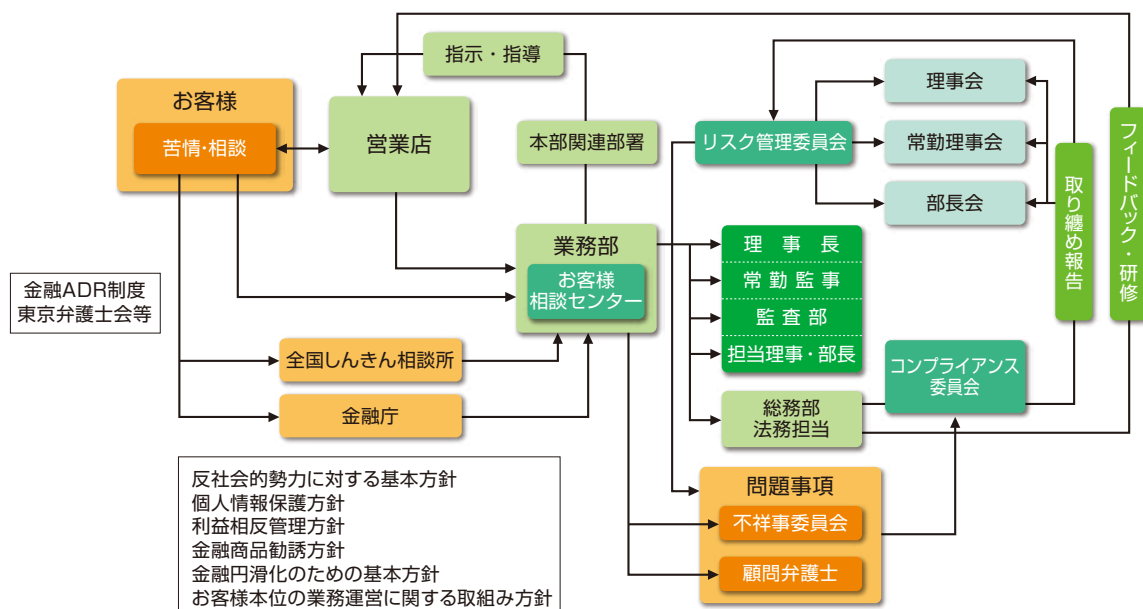 指示・指導
お客様
苦情・相談
営業店
本部関連部署
業務部
お客様
相談センター
金融ADR制度
東京弁護士会等
全国しんきん相談所
金融庁
リスク管理委員会
理事会
常勤理事会
部長会
取り纏め報告
フィードバック・研修
理事長
常勤監事
監査部
担当理事・部長
総務部
法務担当
コンプライアンス
委員会
問題事項
不祥事委員会
顧問弁護士
反社会的勢力に対する基本方針
個人情報保護方針
利益相反管理方針
金融商品勧誘方針
金融円滑化のための基本方針
お客様本位の業務運営に関する取組み方針